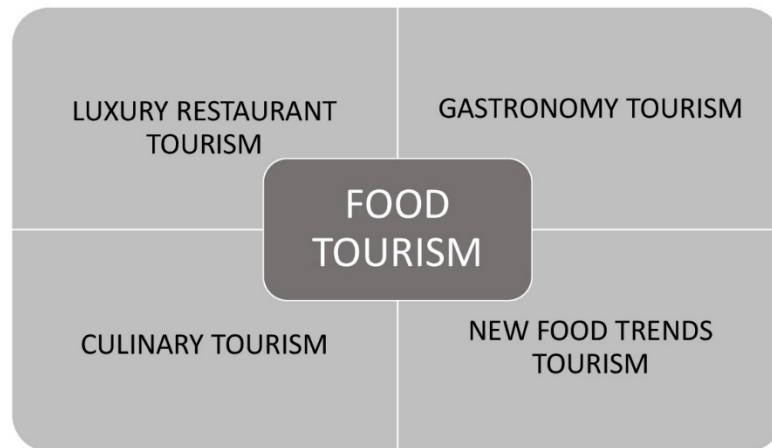 LUXURY RESTAURANT
TOURISM
GASTRONOMY TOURISM
FOOD
TOURISM
CULINARY TOURISM
NEW FOOD TRENDS
TOURISM